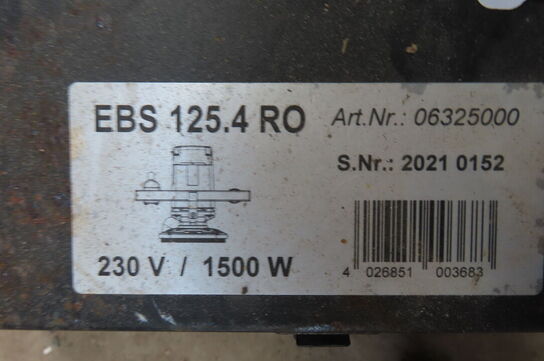 EBS 125.4 RO Art.Nr.: 06325000
S.Nr.: 2021 0152
230 V / 1500 W
4 026851 003683